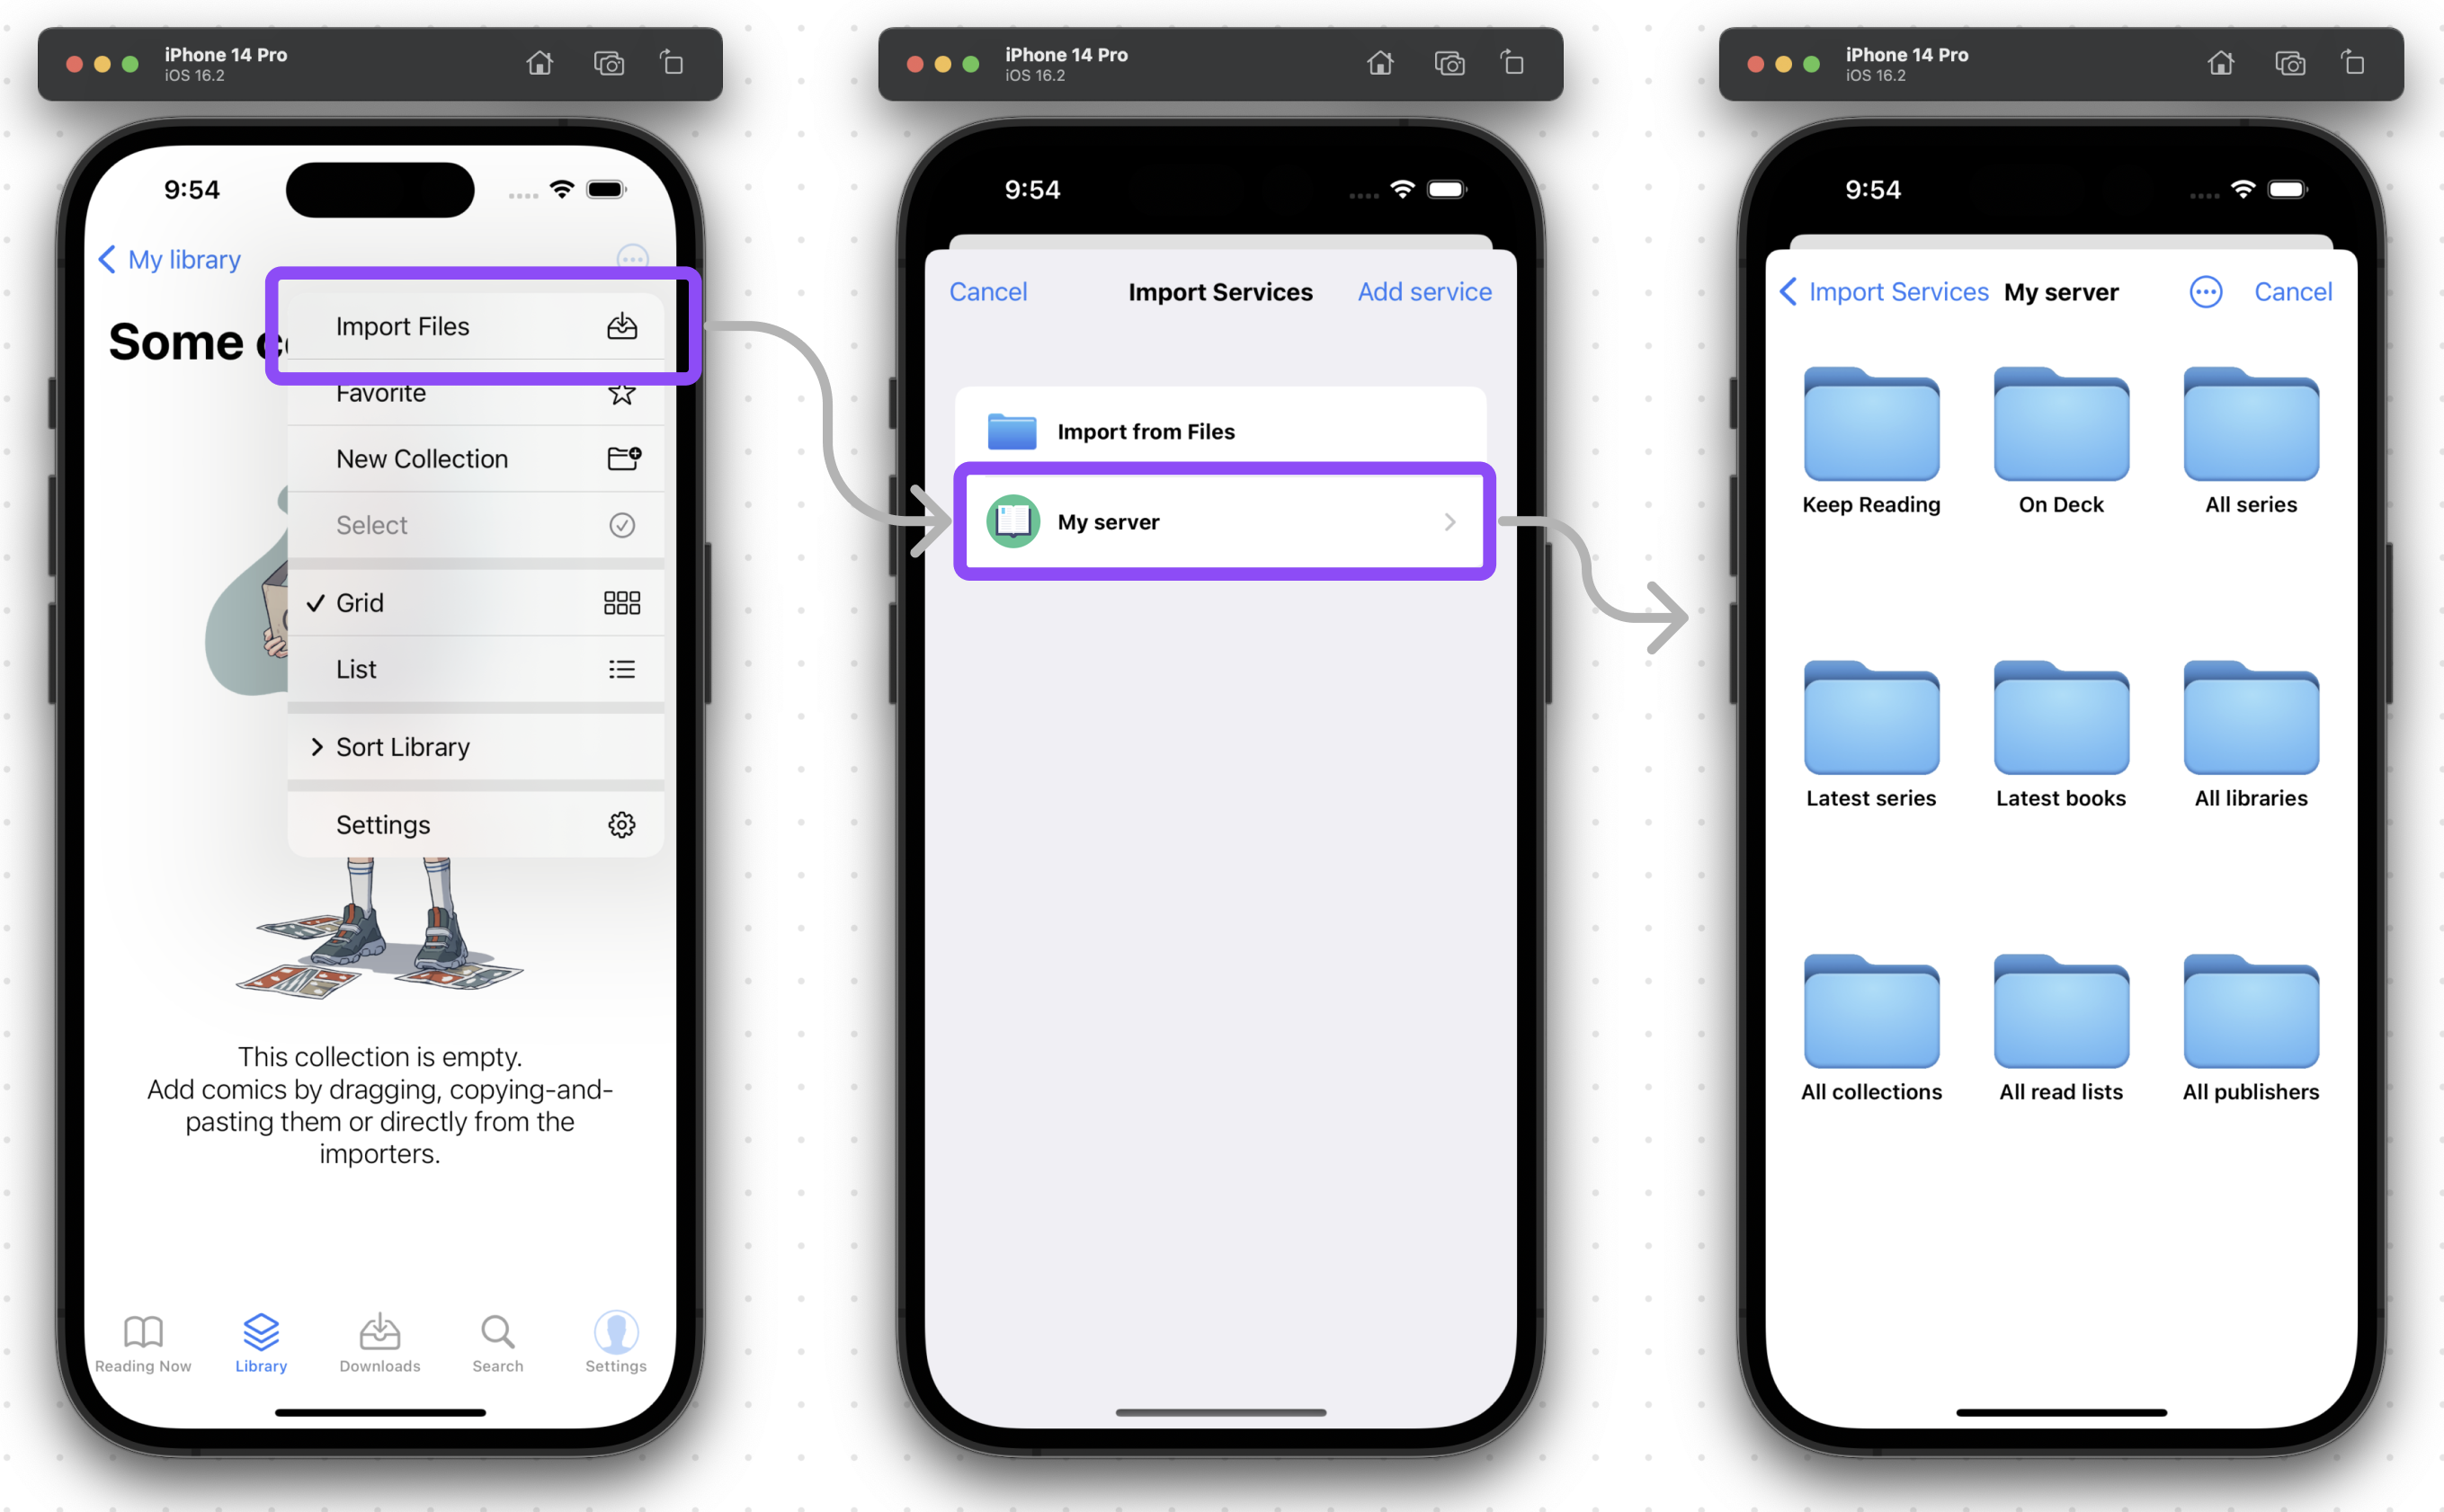 iPhone 14 Pro
iOS 16.2
9:54
My library
Some
Import Files
Favorite
New Collection
Select
Grid
List
Sort Library
Settings
This collection is empty.
Add comics by dragging, copying-and-
pasting them or directly from the
importers.
Reading Now
Library
Downloads
Search
Settings
iPhone 14 Pro
iOS 16.2
9:54
Cancel
Import Services
Add service
Import from Files
My server
iPhone 14 Pro
iOS 16.2
9:54
Import Services
My server
Cancel
Keep Reading
On Deck
All series
Latest series
Latest books
All libraries
All collections
All read lists
All publishers